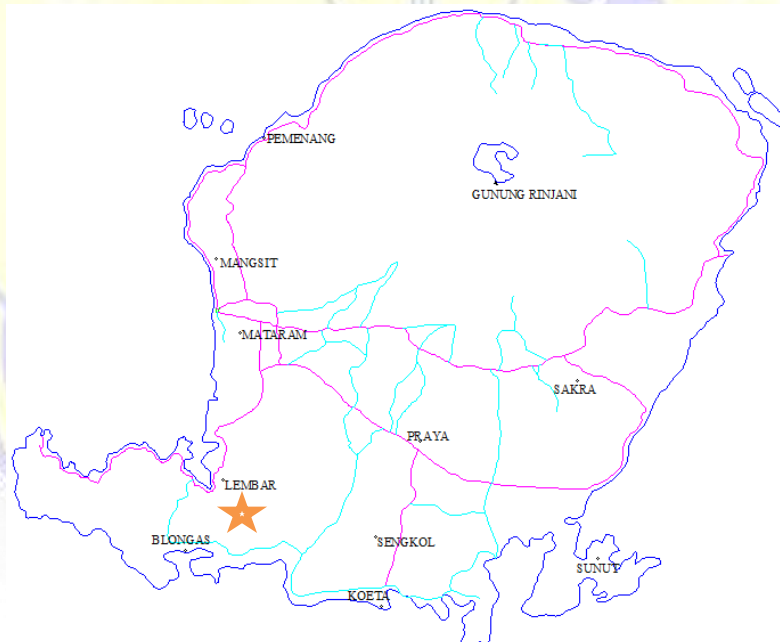 PEMENANG
GUNUNG RINJANI
MANGSIT
MATARAM
SAKRA
PRAYA
LEMBAR
BLONGAS
SENGKOL
SUNUT
KOETA